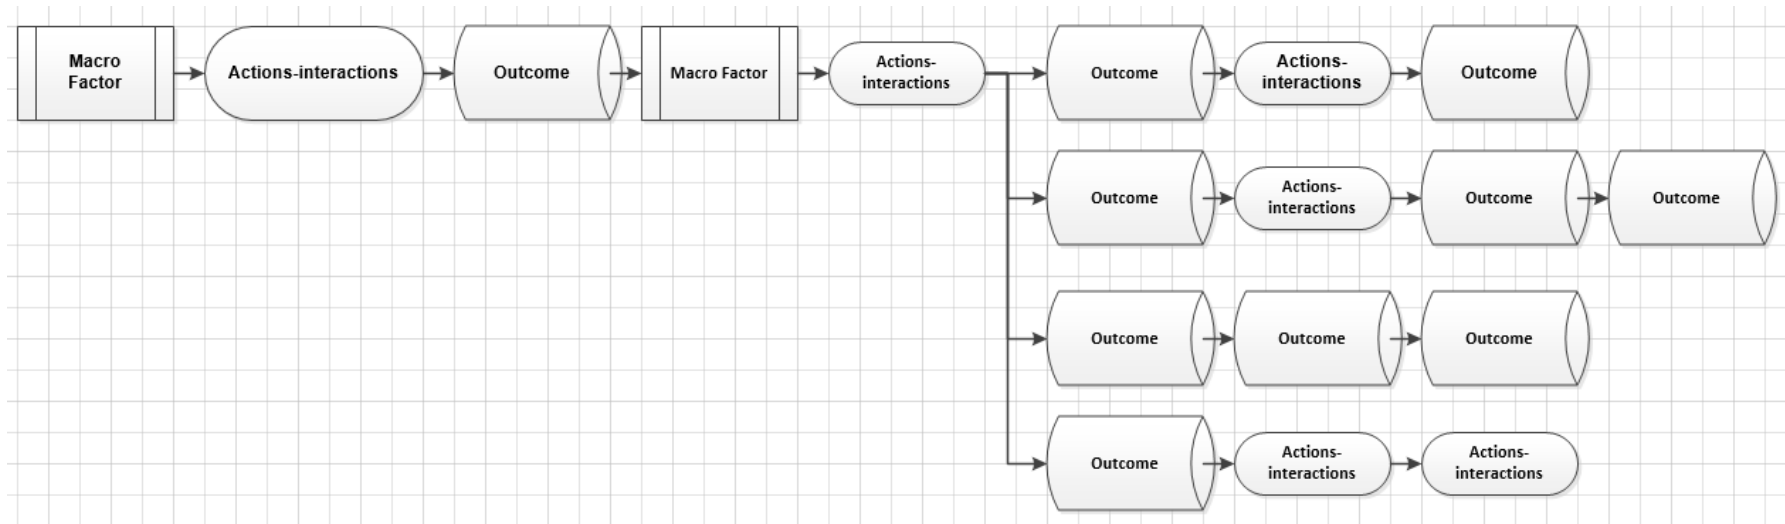 Macro
Factor
Actions-interactions
Outcome
Macro Factor
Actions-
interactions
Outcome
Actions-
interactions
Outcome
Outcome
Actions-
interactions
Outcome
Outcome
Outcome
Outcome
Outcome
Outcome
Actions-
interactions
Actions-
interactions